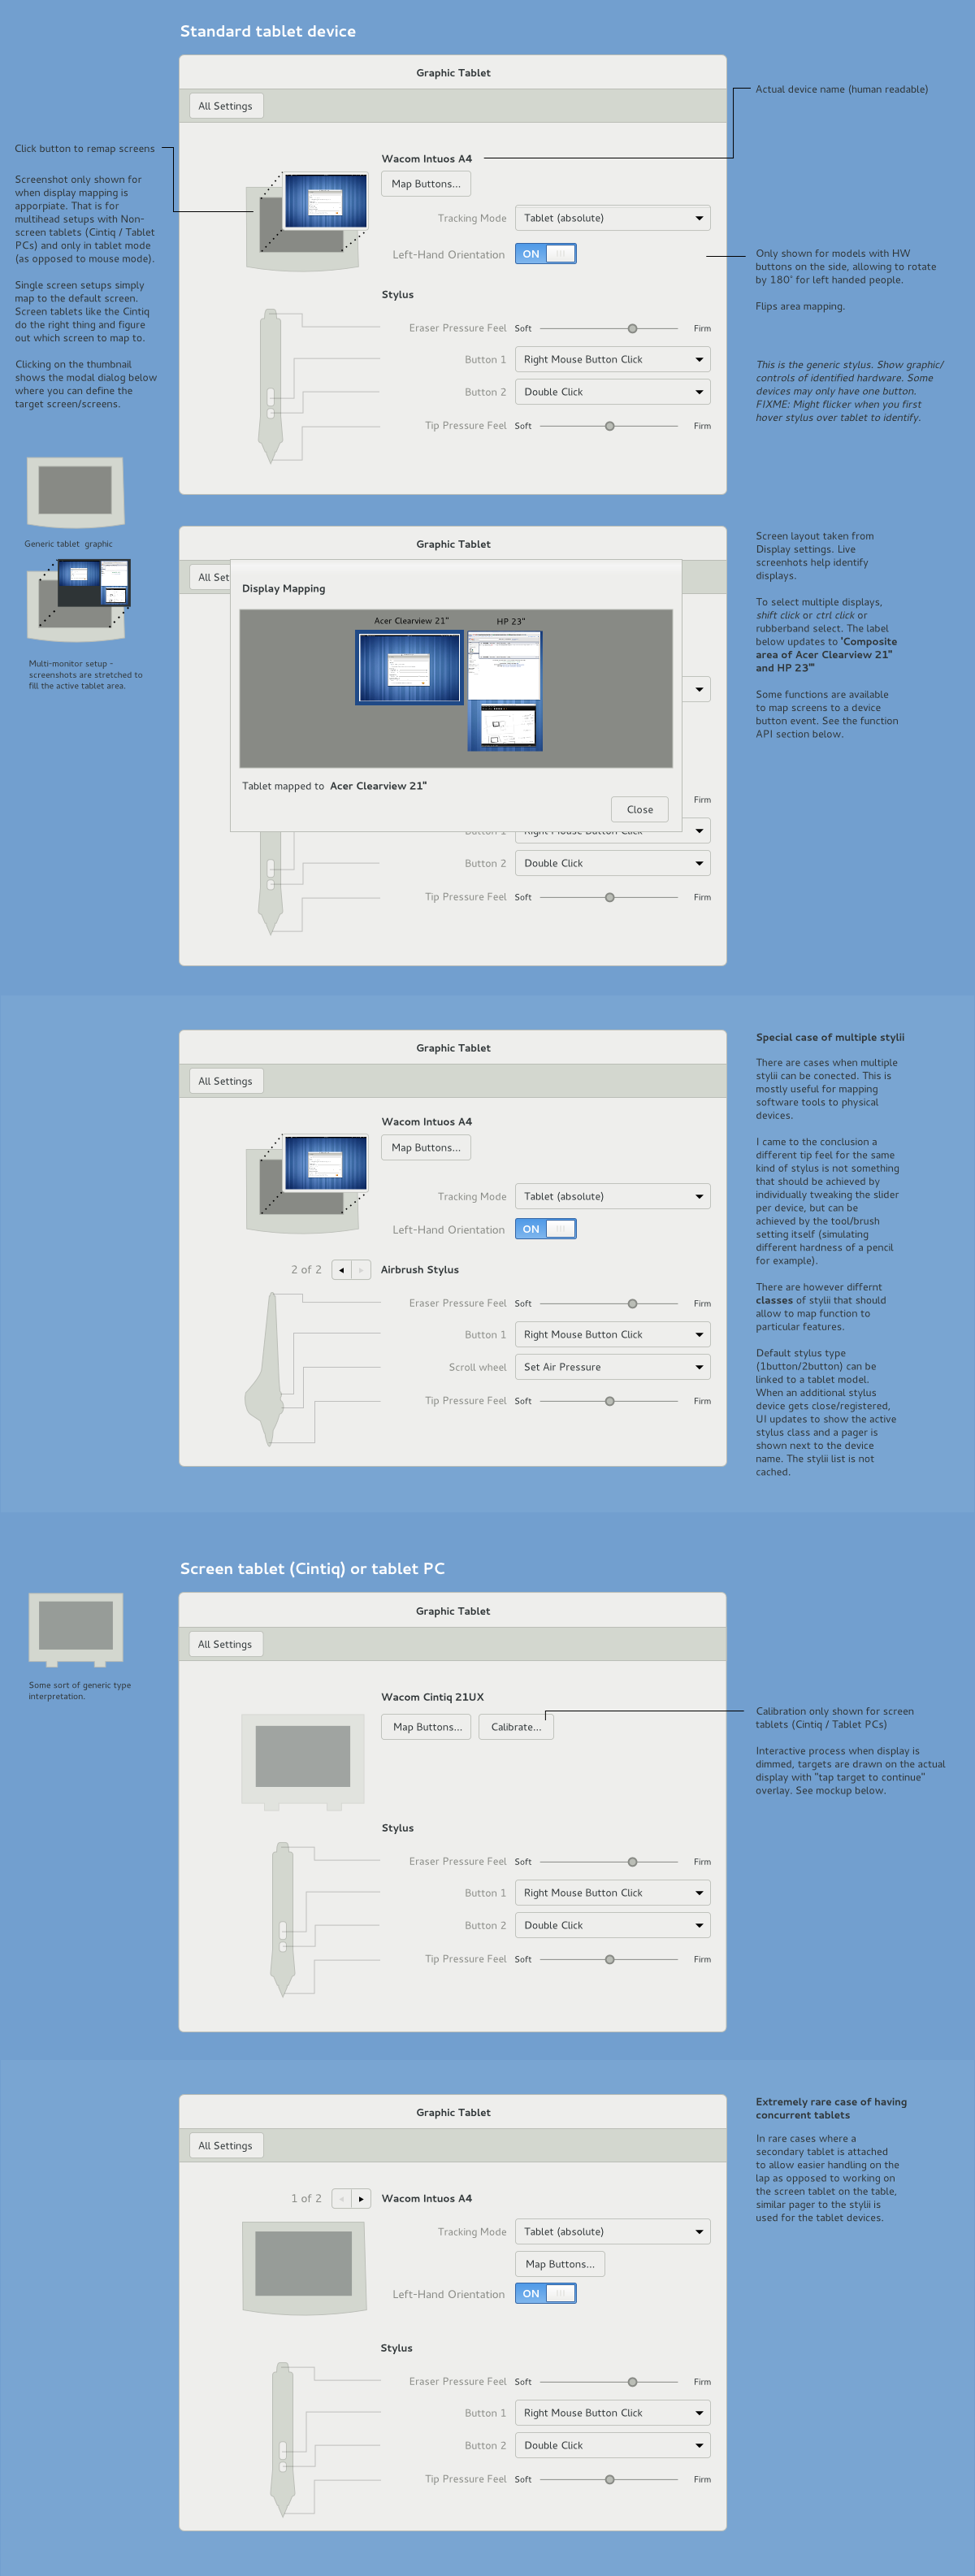 Standard tablet device
Graphic Tablet
All Settings
Actual device name (human readable)
Click button to remap screens
Screenshot only shown for
when display mapping is
apporpiate. That is for
multihead setups with Non-
screen tablets (Cintiq / Tablet
PCs) and only in tablet mode
(as opposed to mouse mode).
Single screen setups simply
map to the default screen.
Screen tablets like the Cintiq
do the right thing and figure
out which screen to map to.
Clicking on the thumbnail
shows the modal dialog below
where you can define the
target screen/screens.
Wacom Intuos A4
Map Buttons...
Tracking Mode Tablet (absolute)
Left-Hand Orientation ON
Only shown for models with HW
buttons on the side, allowing to rotate
by 180° for left handed people.
Flips area mapping.
Stylus
Eraser Pressure Feel Soft Firm
Button 1 Right Mouse Button Click
Button 2 Double Click
Tip Pressure Feel Soft Firm
This is the generic stylus. Show graphic/
controls of identified hardware. Some
devices may only have one button.
FIXME: Might flicker when you first
hover stylus over tablet to identify.
Generic tablet graphic
Multi-monitor setup -
screenshots are stretched to
fill the active tablet area.
Graphic Tablet
All Set
Display Mapping
Acer Clearview 21" HP 23"
Tablet mapped to Acer Clearview 21"
Close
Firm
Button 1 Right Mouse Button Click
Button 2 Double Click
Tip Pressure Feel Soft Firm
Screen layout taken from
Display settings. Live
screenhots help identify
displays.
To select multiple displays,
shift click or ctrl click or
rubberband select. The label
below updates to 'Composite
area of Acer Clearview 21"
and HP 23"'
Some functions are available
to map screens to a device
button event. See the function
API section below.
Graphic Tablet
All Settings
Wacom Intuos A4
Map Buttons...
Tracking Mode Tablet (absolute)
Left-Hand Orientation ON
2 of 2 Airbrush Stylus
Eraser Pressure Feel Soft Firm
Button 1 Right Mouse Button Click
Scroll wheel Set Air Pressure
Tip Pressure Feel Soft Firm
Special case of multiple stylii
There are cases when multiple
stylii can be conected. This is
mostly useful for mapping
software tools to physical
devices.
I came to the conclusion a
different tip feel for the same
kind of stylus is not something
that should be achieved by
individually tweaking the slider
per device, but can be
achieved by the tool/brush
setting itself (simulating
different hardness of a pencil
for example).
There are however differnt
classes of stylii that should
allow to map function to
particular features.
Default stylus type
(1button/2button) can be
linked to a tablet model.
When an additional stylus
device gets close/registered,
UI updates to show the active
stylus class and a pager is
shown next to the device
name. The stylii list is not
cached.
Screen tablet (Cintiq) or tablet PC
Some sort of generic type
interpretation.
Graphic Tablet
All Settings
Wacom Cintiq 21UX
Map Buttons... Calibrate...
Calibration only shown for screen
tablets (Cintiq / Tablet PCs)
Interactive process when display is
dimmed, targets are drawn on the actual
display with "tap target to continue"
overlay. See mockup below.
Stylus
Eraser Pressure Feel Soft Firm
Button 1 Right Mouse Button Click
Button 2 Double Click
Tip Pressure Feel Soft Firm
Graphic Tablet
All Settings
1 of 2 Wacom Intuos A4
Tracking Mode Tablet (absolute)
Map Buttons...
Left-Hand Orientation ON
Stylus
Eraser Pressure Feel Soft Firm
Button 1 Right Mouse Button Click
Button 2 Double Click
Tip Pressure Feel Soft Firm
Extremely rare case of having
concurrent tablets
In rare cases where a
secondary tablet is attached
to allow easier handling on the
lap as opposed to working on
the screen tablet on the table,
similar pager to the stylii is
used for the tablet devices.